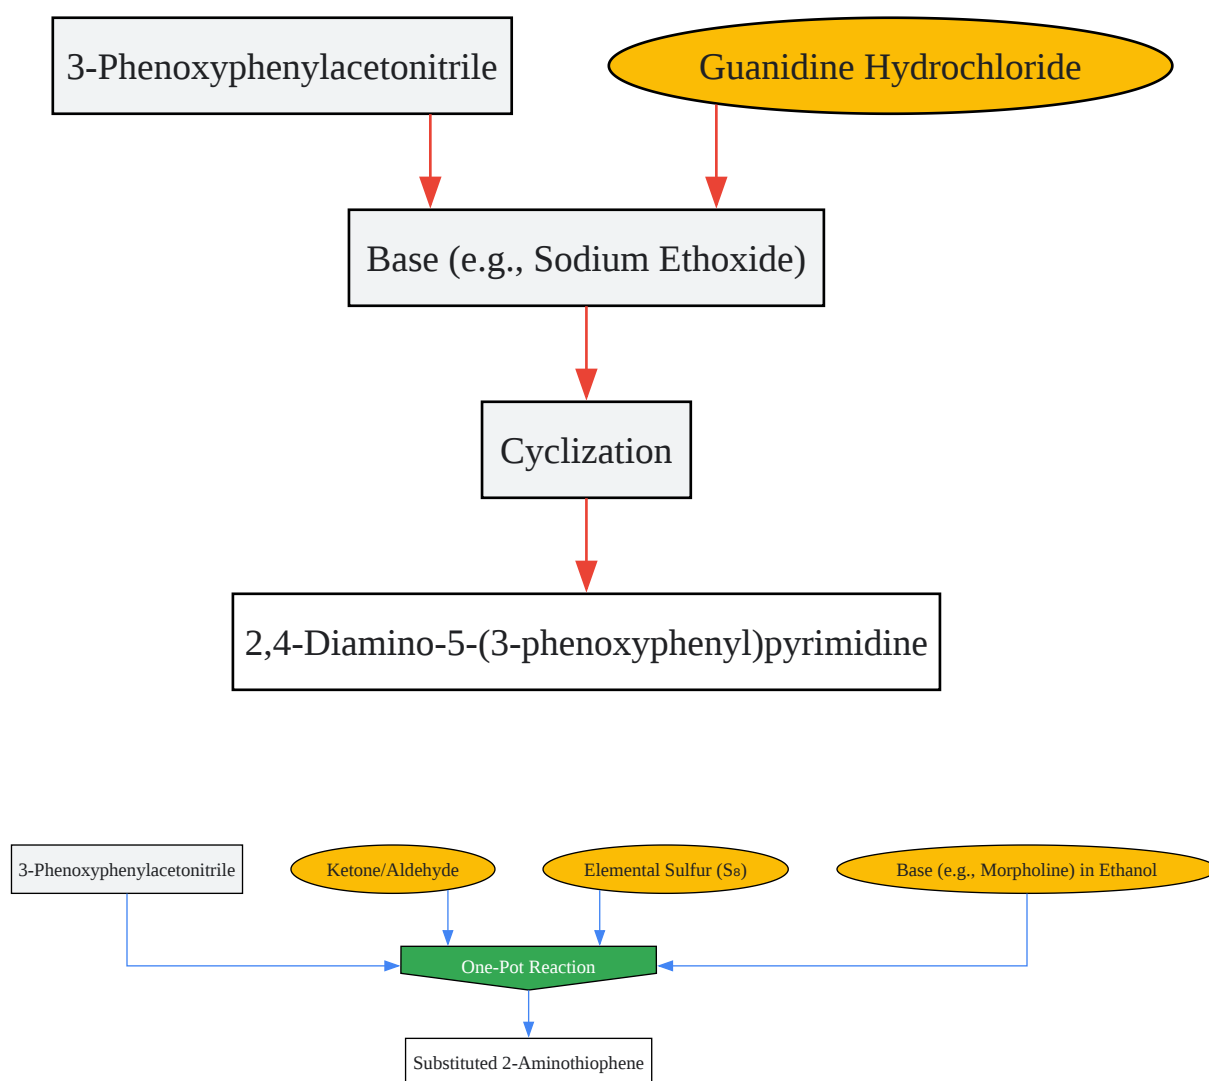 3-Phenoxyphenylacetonitrile
Guanidine Hydrochloride
Base (e.g., Sodium Ethoxide)
Cyclization
2,4-Diamino-5-(3-phenoxyphenyl)pyrimidine
3-Phenoxyphenylacetonitrile
Ketone/Aldehyde
Elemental Sulfur (S₈)
Base (e.g., Morpholine) in Ethanol
One-Pot Reaction
Substituted 2-Aminothiophene